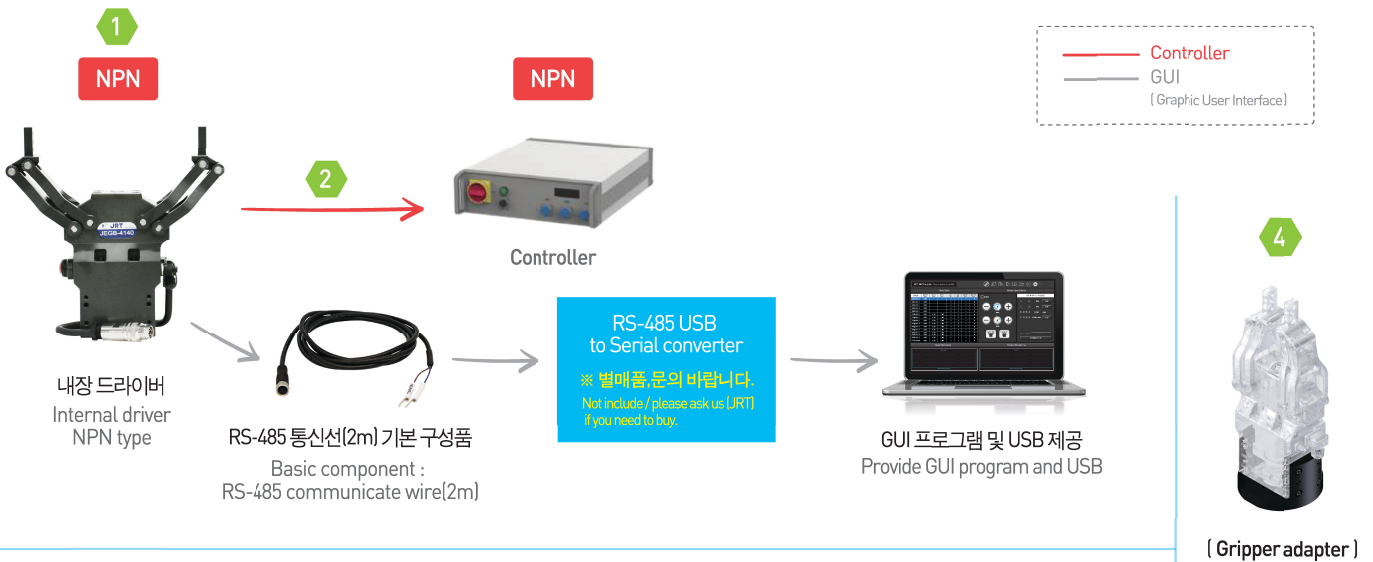 1
NPN
NPN
Controller
GUI
( Graphic User Interface)
2
JRT
JEGB-4140
Controller
4
내장 드라이버
Internal driver
NPN type
RS-485 통신선(2m) 기본 구성품
Basic component :
RS-485 communicate wire(2m)
RS-485 USB
to Serial converter
※ 별매품,문의 바랍니다.
Not include / please ask us (JRT)
if you need to buy.
GUI 프로그램 및 USB 제공
Provide GUI program and USB
( Gripper adapter )